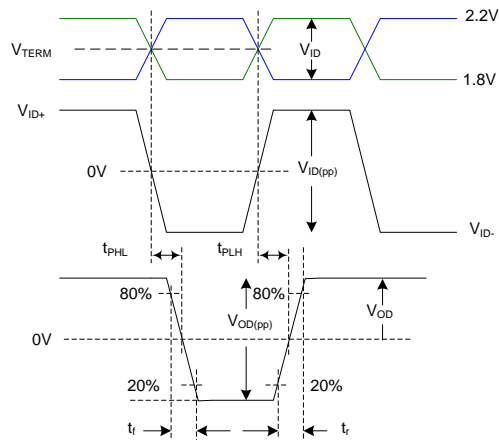 2.2V
VTERM
VID
1.8V
VID+
0V
VID(pp)
VID-
tPHL
tPLH
80%
80%
VOD(pp)
VOD
0V
20%
20%
tf
tr